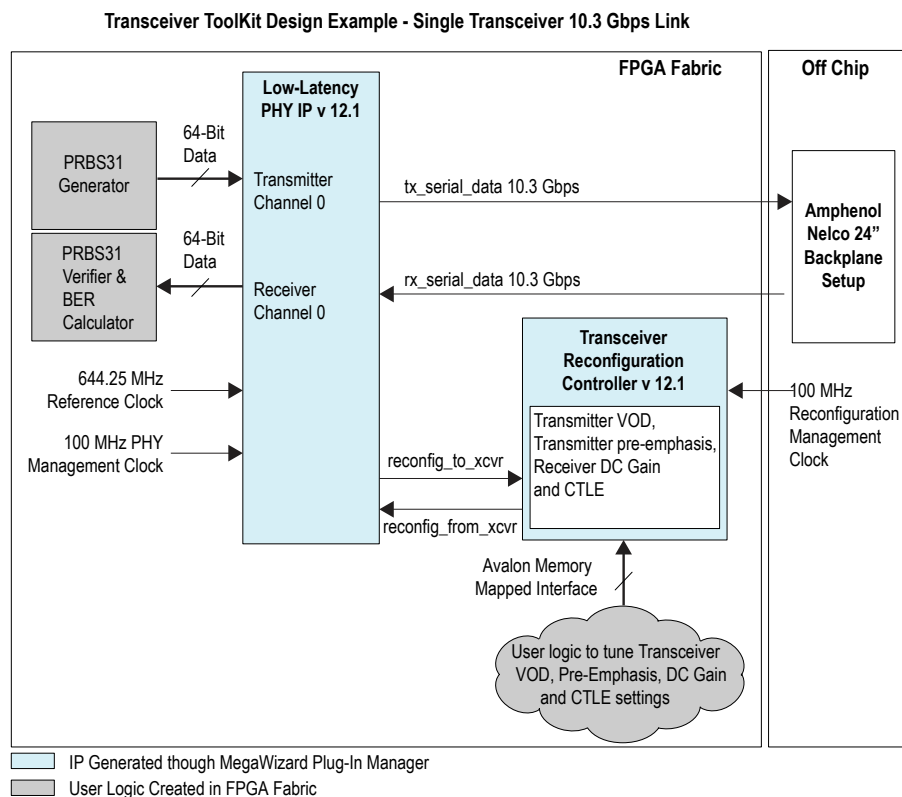 Transceiver ToolKit Design Example - Single Transceiver 10.3 Gbps Link
FPGA Fabric
Off Chip
Low-Latency
PHY IP v 12.1
64-Bit
Data
PRBS31
Generator
Transmitter
Channel 0
tx_serial_data 10.3 Gbps
Amphenol
Nelco 24”
Backplane
Setup
64-Bit
Data
PRBS31
Verifier &
BER
Calculator
Receiver
Channel 0
rx_serial_data 10.3 Gbps
Transceiver
Reconfiguration
Controller v 12.1
644.25 MHz
Reference Clock
100 MHz
Reconfiguration
Management
Clock
Transmitter VOD,
Transmitter pre-emphasis,
Receiver DC Gain
and CTLE
100 MHz PHY
Management Clock
reconfig_to_xcvr
reconfig_from_xcvr
Avalon Memory
Mapped Interface
User logic to tune Transceiver
VOD, Pre-Emphasis, DC Gain
and CTLE settings
IP Generated though MegaWizard Plug-In Manager
User Logic Created in FPGA Fabric